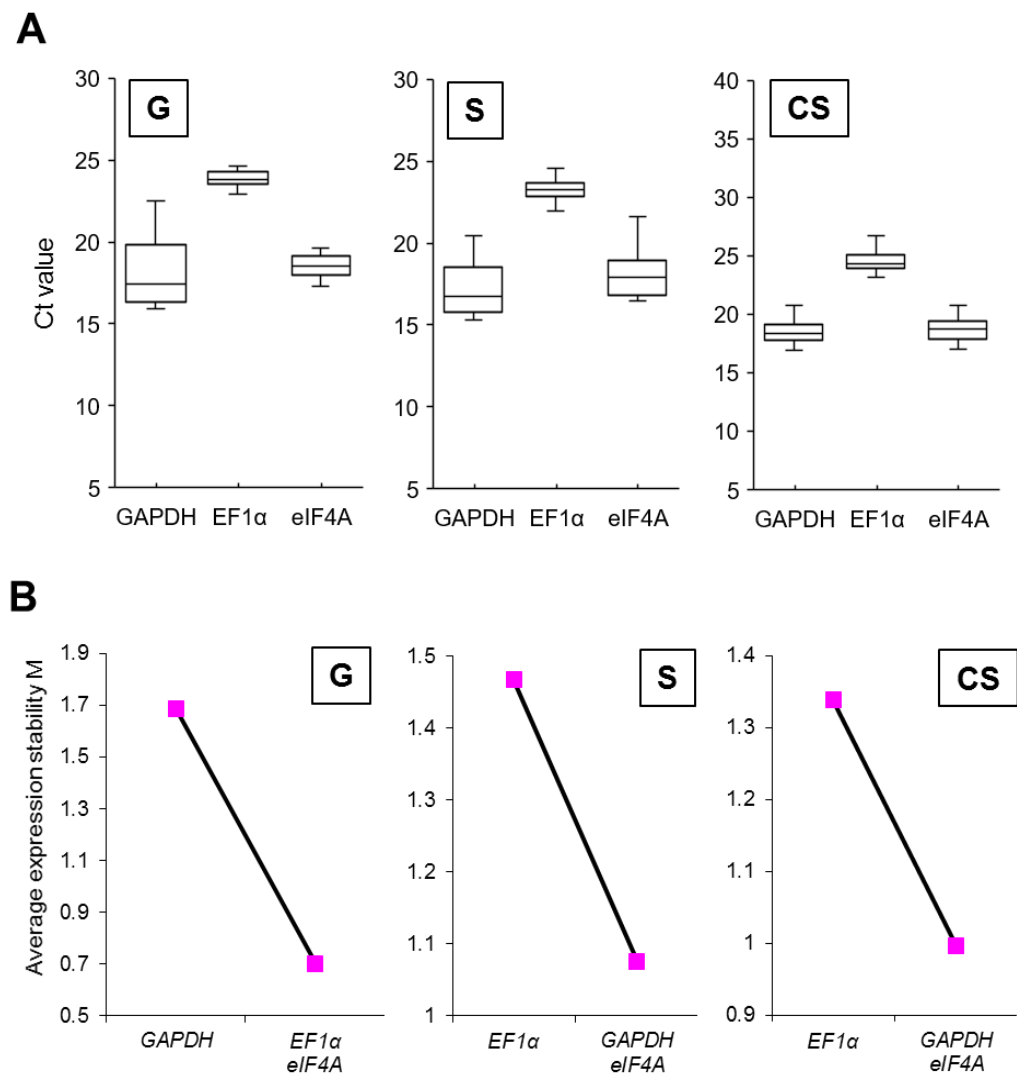 A
G
S
CS
Ct value
30
25
20
15
10
5
GAPDH EF1α eIF4A
30
25
20
15
10
5
GAPDH EF1α eIF4A
40
35
30
25
20
15
10
5
GAPDH EF1α eIF4A
B
G
S
CS
Average expression stability M
1.9
1.7
1.5
1.3
1.1
0.9
0.7
0.5
GAPDH EF1α
eIF4A
1.5
1.4
1.3
1.2
1.1
1
EF1α GAPDH
eIF4A
1.4
1.3
1.2
1.1
1
0.9
EF1α GAPDH
eIF4A